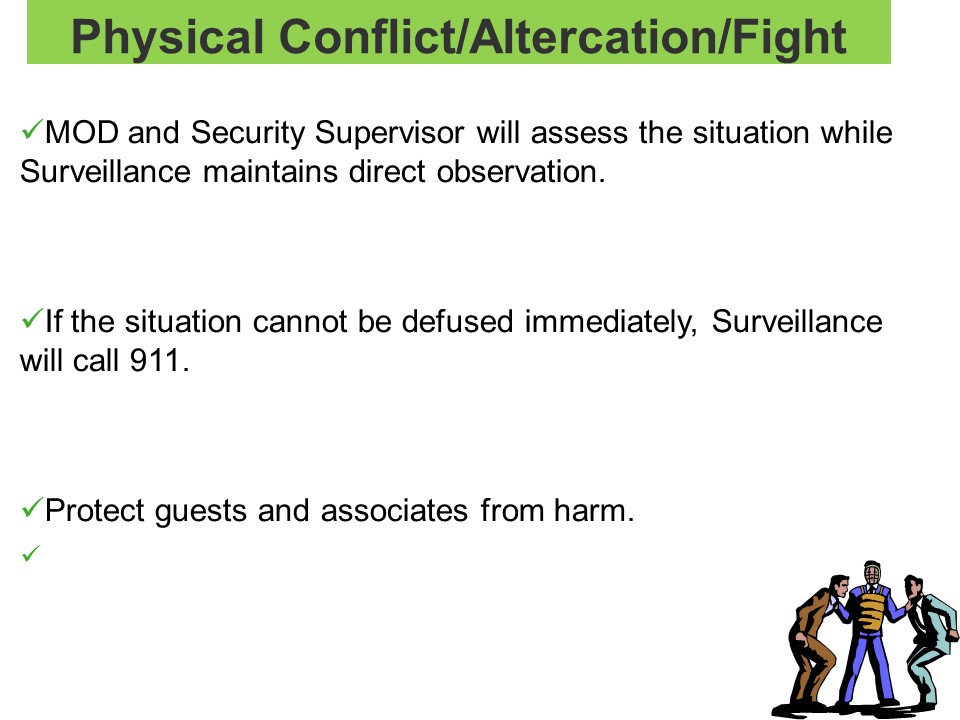 Physical Conflict/Altercation/Fight
✓MOD and Security Supervisor will assess the situation while
Surveillance maintains direct observation.
✓If the situation cannot be defused immediately, Surveillance
will call 911.
✓Protect guests and associates from harm.
✓